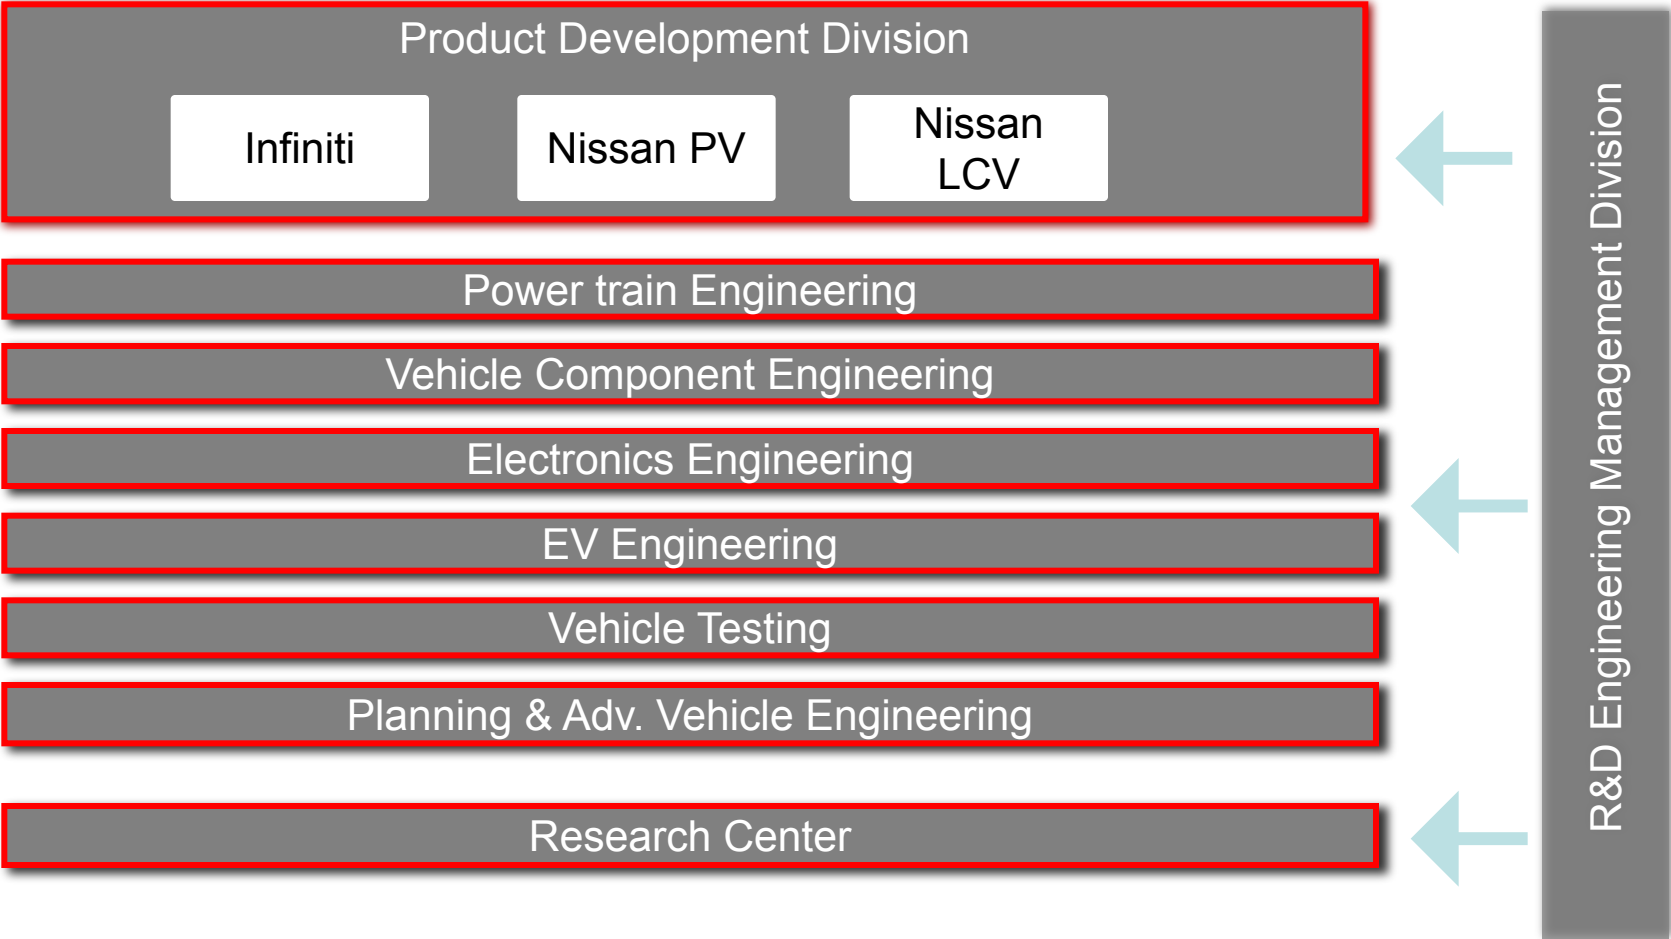 Product Development Division
Infiniti
Nissan PV
Nissan
LCV
Power train Engineering
Vehicle Component Engineering
Electronics Engineering
EV Engineering
Vehicle Testing
Planning & Adv. Vehicle Engineering
Research Center
R&D Engineering Management Division